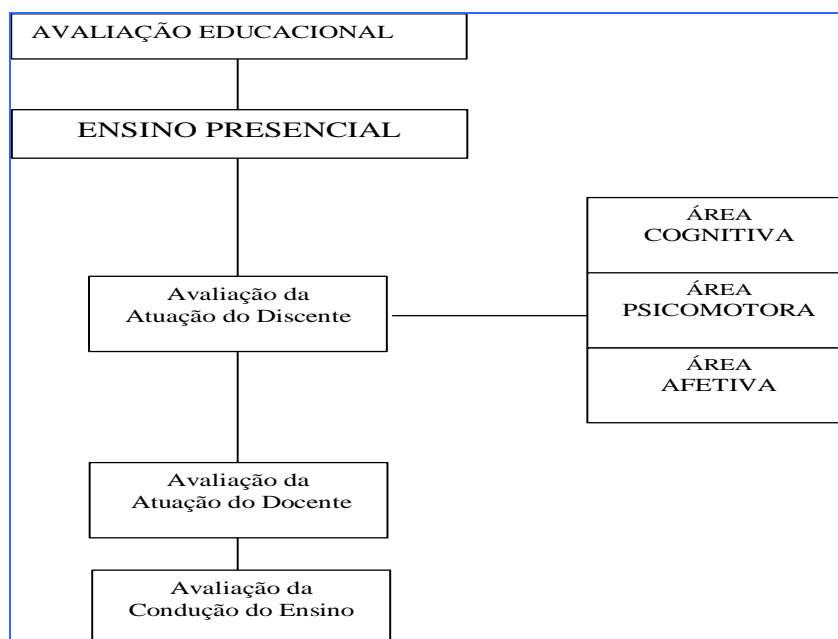 AVALIAÇÃO EDUCACIONAL
ENSINO PRESENCIAL
ÁREA
COGNITIVA
Avaliação da
Atuação do Discente
ÁREA
PSICOMOTORA
ÁREA
AFETIVA
Avaliação da
Atuação do Docente
Avaliação da
Condução do Ensino